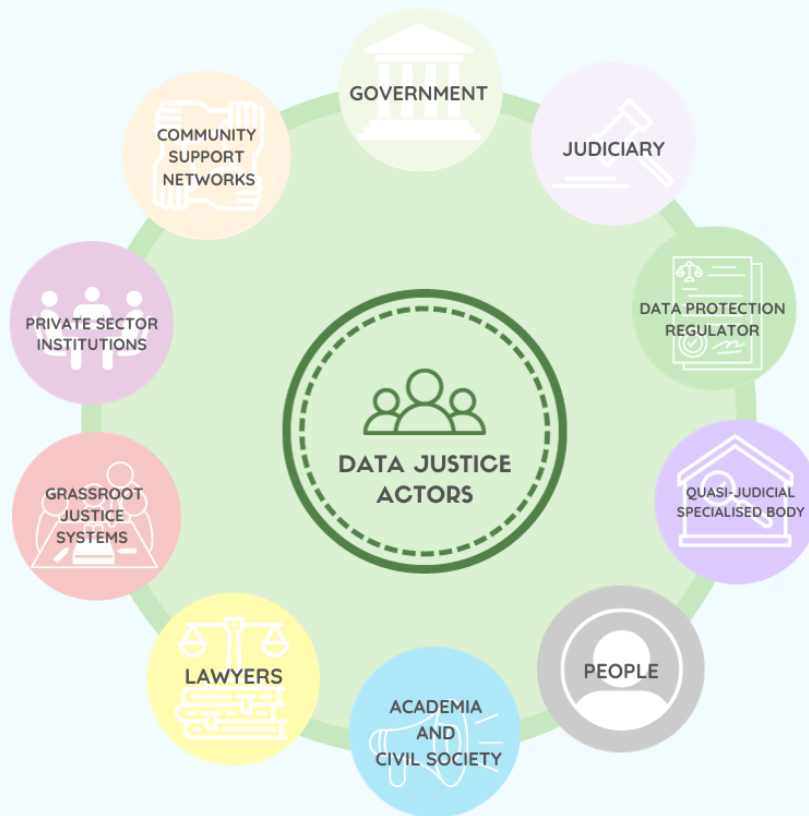 GOVERNMENT
JUDICIARY
DATA PROTECTION
REGULATOR
QUASI-JUDICIAL
SPECIALISED BODY
PEOPLE
ACADEMIA
AND
CIVIL SOCIETY
LAWYERS
GRASSROOT
JUSTICE
SYSTEMS
PRIVATE SECTOR
INSTITUTIONS
COMMUNITY
SUPPORT
NETWORKS
DATA JUSTICE
ACTORS